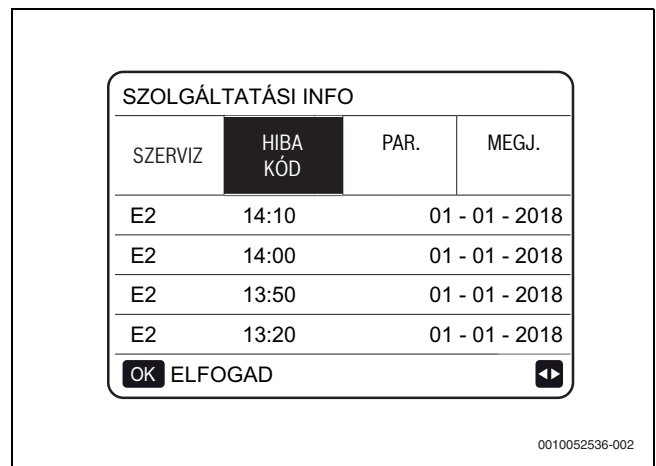 SZOLGÁLTATÁSI INFO
SZERVIZ HIBA KÓD PAR. MEGJ.
E2 14:10 01 - 01 - 2018
E2 14:00 01 - 01 - 2018
E2 13:50 01 - 01 - 2018
E2 13:20 01 - 01 - 2018
OK ELFOGAD
0010052536-002